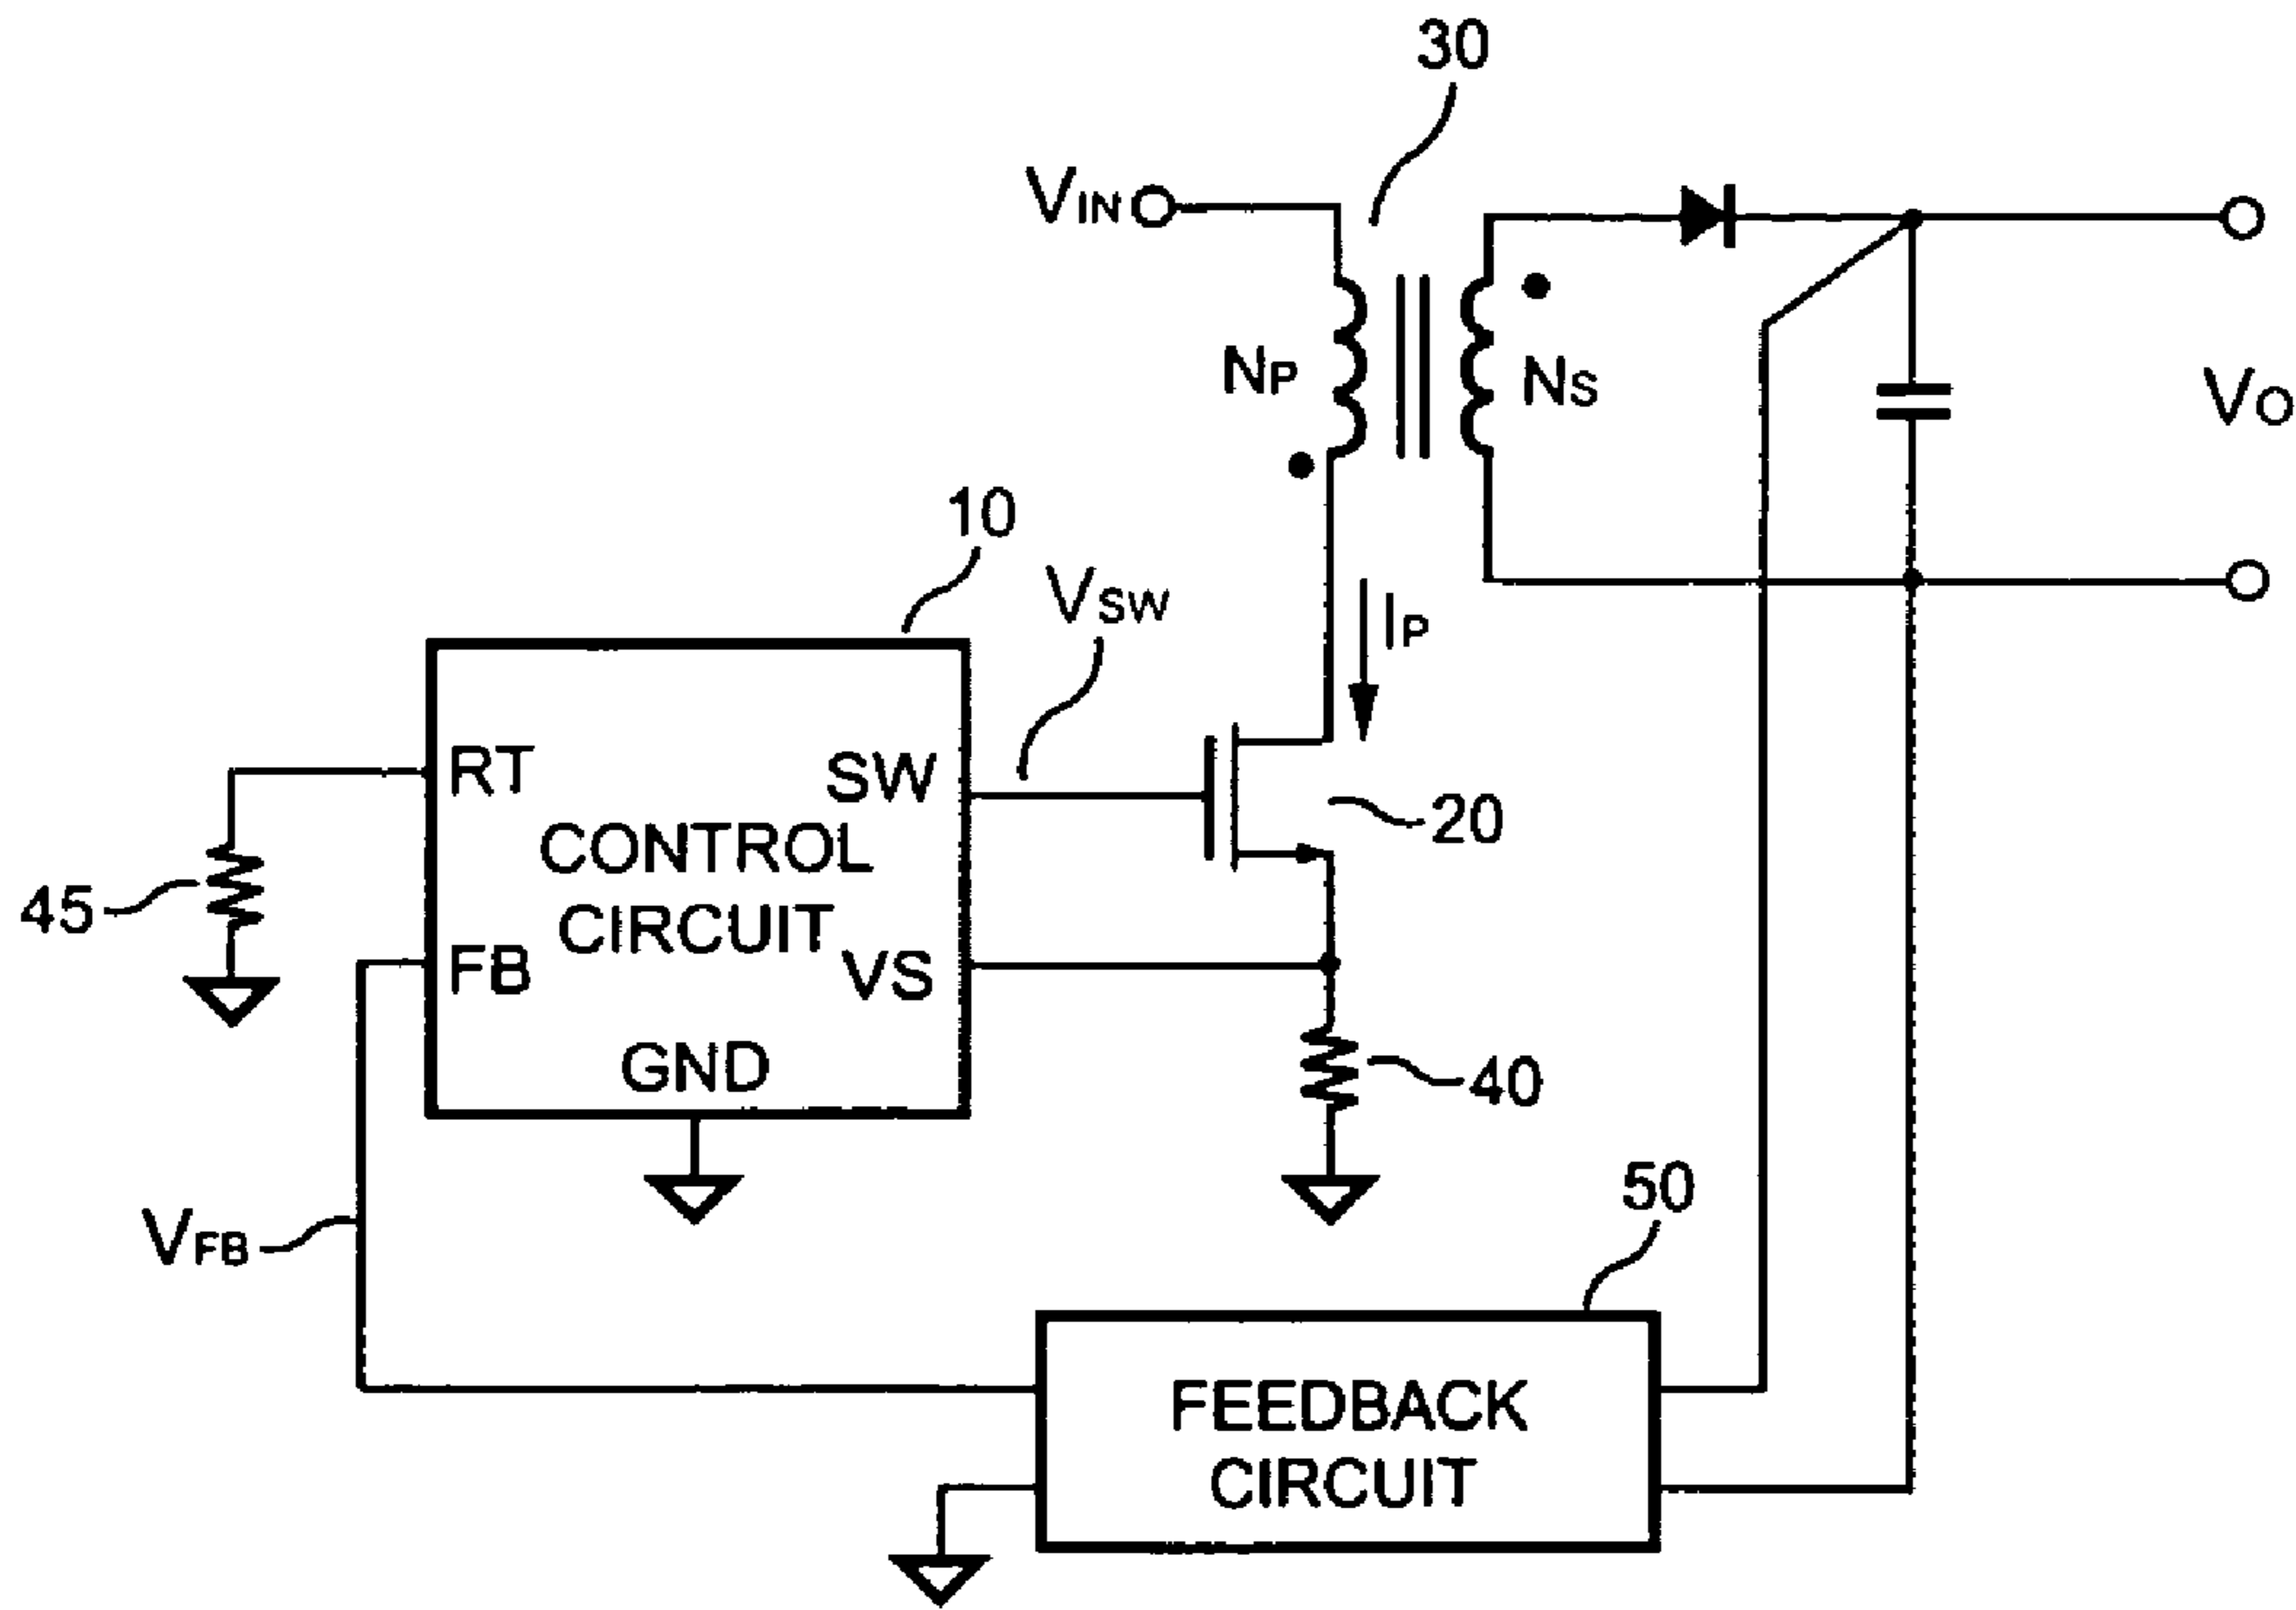 30
VIN
NP
NS
VO
10
VSW
IP
RT
SW
20
CONTROL
CIRCUIT
45
FB
VS
GND
40
VFB
50
FEEDBACK
CIRCUIT